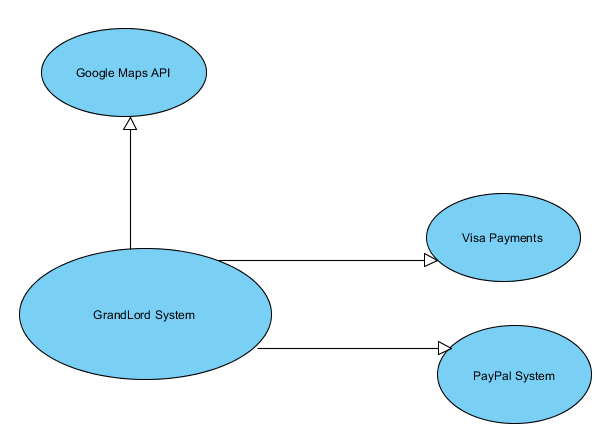 Google Maps API
Visa Payments
GrandLord System
PayPal System